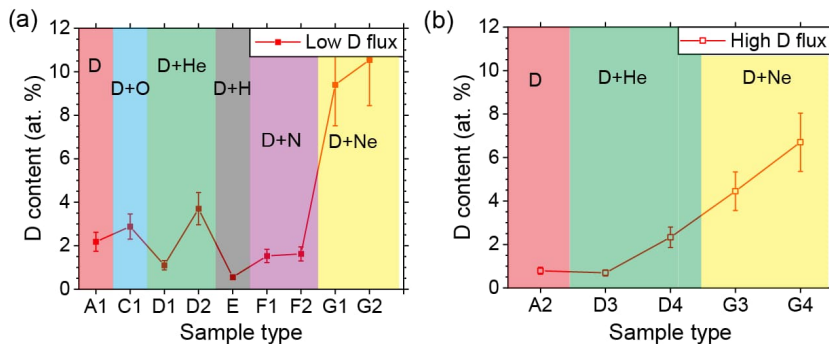 (a)
12
10
8
6
4
2
0
D content (at. %)
Low D flux
D
D+O
D+He
D+H
D+N
D+Ne
A1 C1 D1 D2 E F1 F2 G1 G2
Sample type
(b)
12
10
8
6
4
2
0
D content (at. %)
High D flux
D
D+He
D+Ne
A2 D3 D4 G3 G4
Sample type